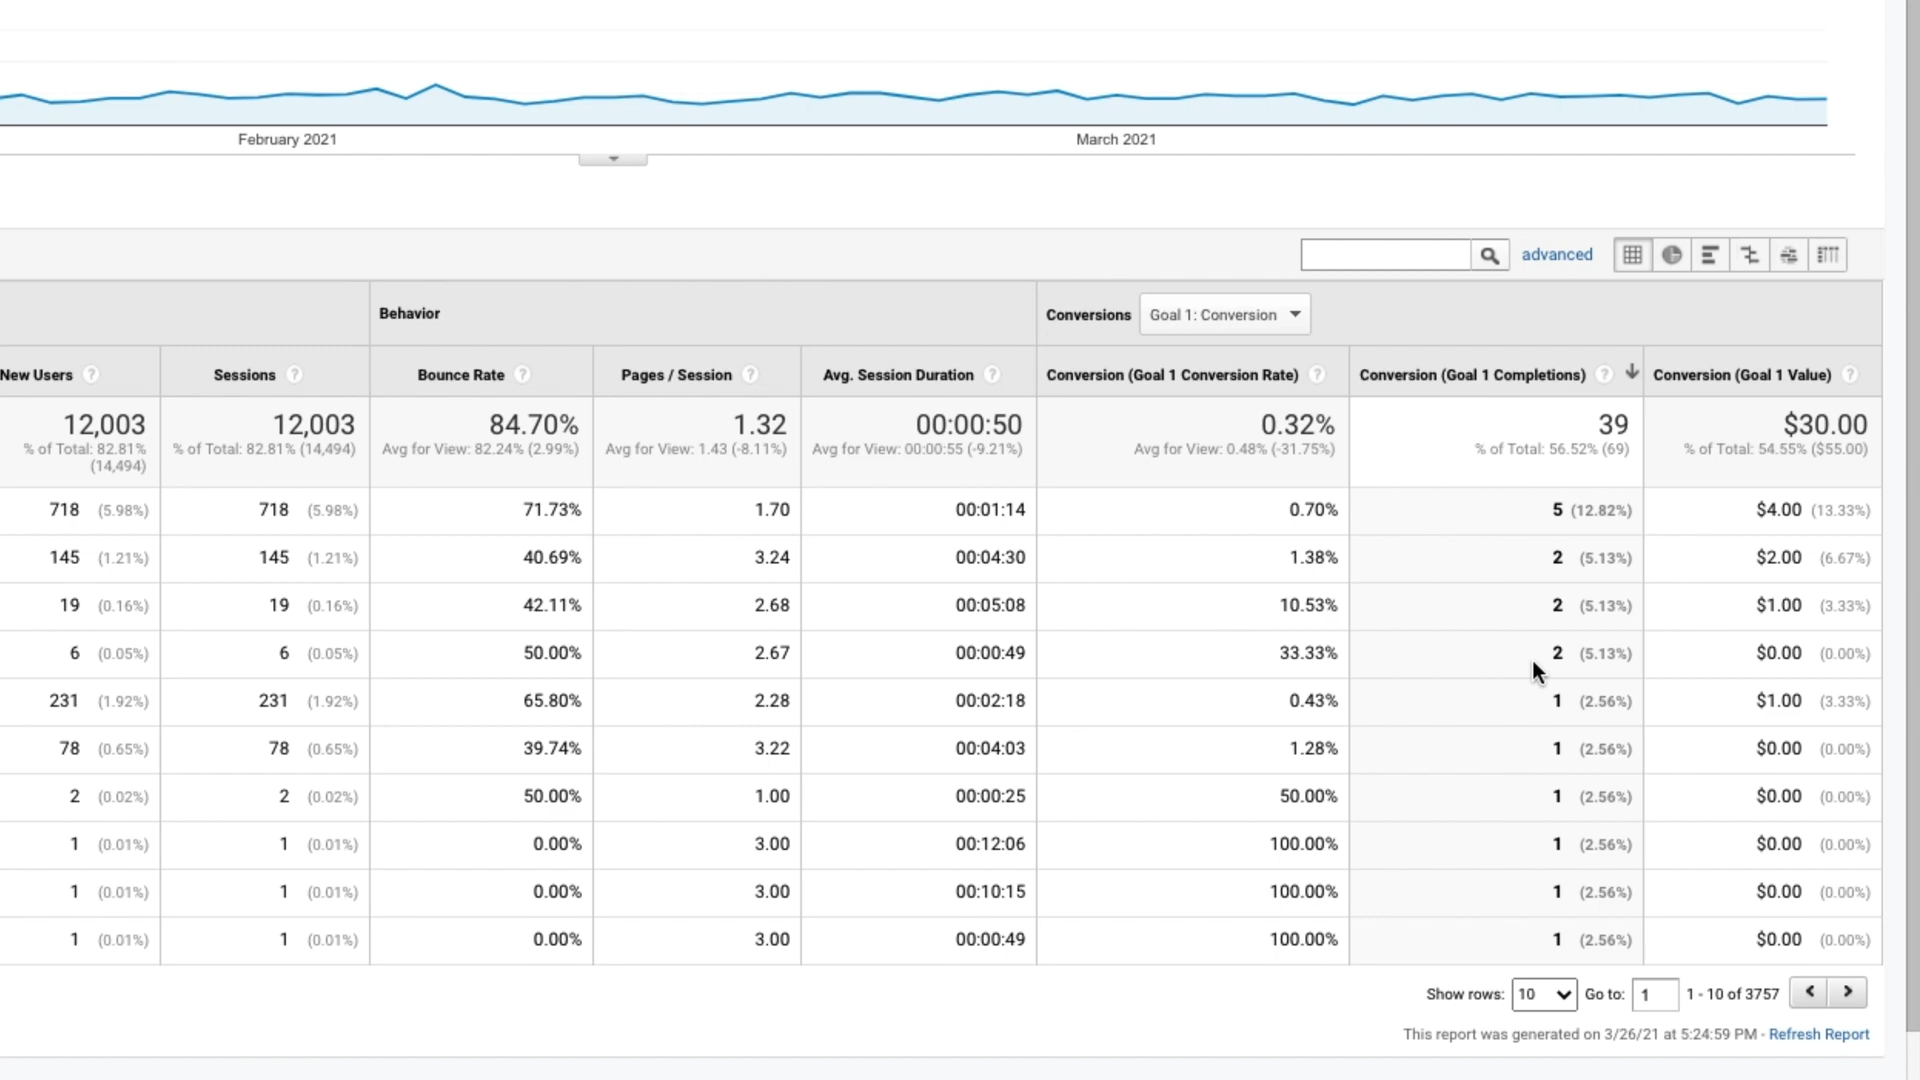 February 2021 March 2021
advanced
Behavior Conversions Goal 1: Conversion
New Users ? Sessions ? Bounce Rate ? Pages / Session ? Avg. Session Duration ? Conversion (Goal 1 Conversion Rate) ? Conversion (Goal 1 Completions) ? Conversion (Goal 1 Value) ?
12,003 12,003 84.70% 1.32 00:00:50 0.32% 39 $30.00
% of Total: 82.81% % of Total: 82.81% (14,494) Avg for View: 82.24% (2.99%) Avg for View: 1.43 (-8.11%) Avg for View: 00:00:55 (-9.21%) Avg for View: 0.48% (-31.75%) % of Total: 56.52% (69) % of Total: 54.55% ($55.00)
(14,494)
718 (5.98%) 718 (5.98%) 71.73% 1.70 00:01:14 0.70% 5 (12.82%) $4.00 (13.33%)
145 (1.21%) 145 (1.21%) 40.69% 3.24 00:04:30 1.38% 2 (5.13%) $2.00 (6.67%)
19 (0.16%) 19 (0.16%) 42.11% 2.68 00:05:08 10.53% 2 (5.13%) $1.00 (3.33%)
6 (0.05%) 6 (0.05%) 50.00% 2.67 00:00:49 33.33% 2 (5.13%) $0.00 (0.00%)
231 (1.92%) 231 (1.92%) 65.80% 2.28 00:02:18 0.43% 1 (2.56%) $1.00 (3.33%)
78 (0.65%) 78 (0.65%) 39.74% 3.22 00:04:03 1.28% 1 (2.56%) $0.00 (0.00%)
2 (0.02%) 2 (0.02%) 50.00% 1.00 00:00:25 50.00% 1 (2.56%) $0.00 (0.00%)
1 (0.01%) 1 (0.01%) 0.00% 3.00 00:12:06 100.00% 1 (2.56%) $0.00 (0.00%)
1 (0.01%) 1 (0.01%) 0.00% 3.00 00:10:15 100.00% 1 (2.56%) $0.00 (0.00%)
1 (0.01%) 1 (0.01%) 0.00% 3.00 00:00:49 100.00% 1 (2.56%) $0.00 (0.00%)
Show rows: 10 Go to: 1 1 - 10 of 3757
This report was generated on 3/26/21 at 5:24:59 PM - Refresh Report